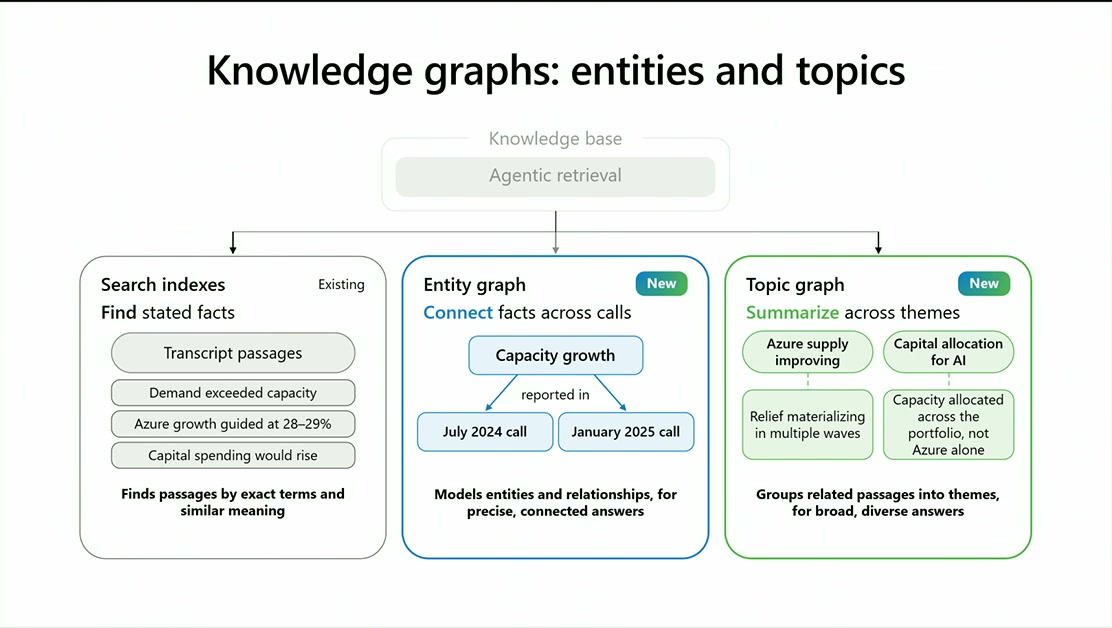 Knowledge graphs: entities and topics
Knowledge base
Agentic retrieval
Search indexes
Existing
Find stated facts
Transcript passages
Demand exceeded capacity
Azure growth guided at 28–29%
Capital spending would rise
Finds passages by exact terms and
similar meaning
Entity graph
New
Connect facts across calls
Capacity growth
reported in
July 2024 call
January 2025 call
Models entities and relationships, for
precise, connected answers
Topic graph
New
Summarize across themes
Azure supply
improving
Relief materializing
in multiple waves
Capital allocation
for AI
Capacity allocated
across the
portfolio, not
Azure alone
Groups related passages into themes,
for broad, diverse answers